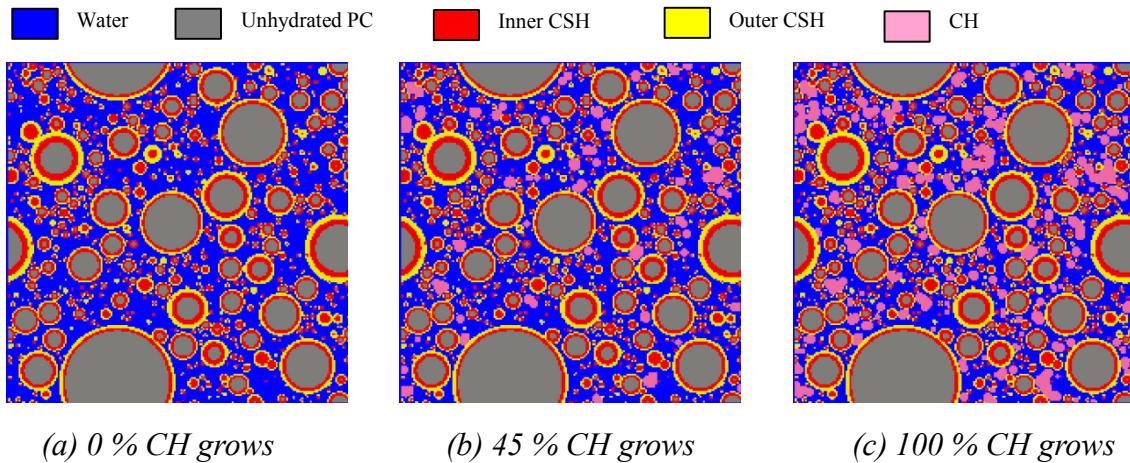 Water Unhydrated PC Inner CSH Outer CSH CH
(a) 0 % CH grows (b) 45 % CH grows (c) 100 % CH grows